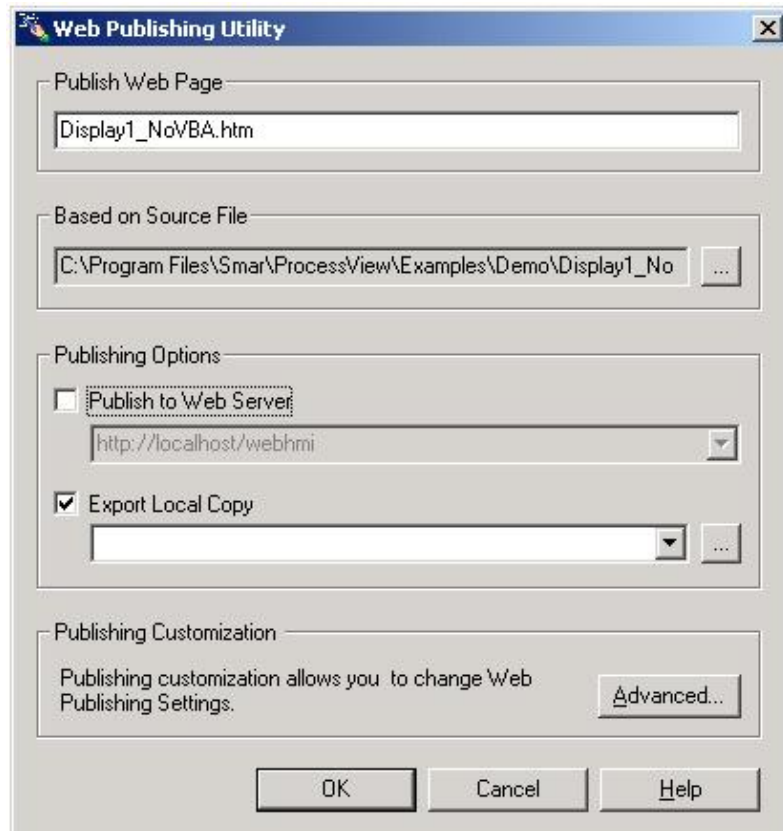 Web Publishing Utility
Publish Web Page
Display1_NoVBA.htm
Based on Source File
C:\Program Files\Smar\ProcessView\Examples\Demo\Display1_No
...
Publishing Options
Publish to Web Server
http://localhost/webhmi
Export Local Copy
...
Publishing Customization
Publishing customization allows you to change Web
Publishing Settings.
Advanced...
OK
Cancel
Help